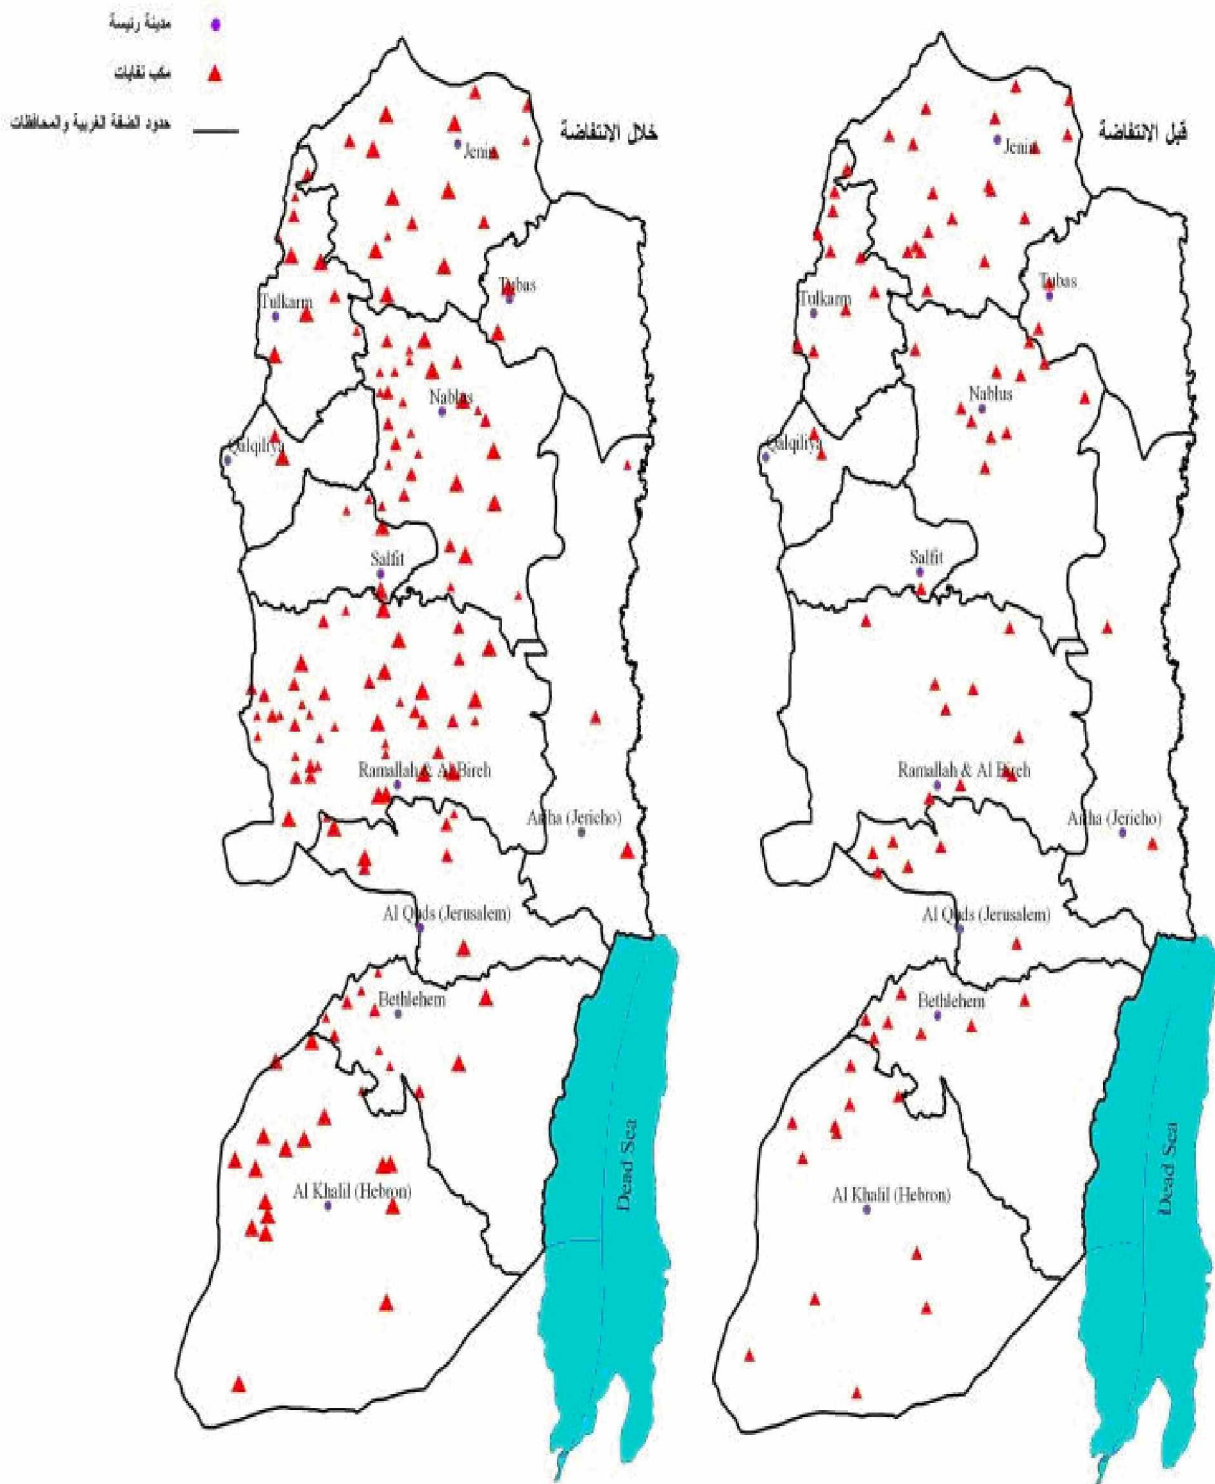 مدينة رئيسة
مكب نفايات
حدود الضفة الغربية والمحافظات
قبل الانتفاضة
خلال الانتفاضة
Jenin
Tubas
Tulkarm
Nablus
Qalqiliya
Salfit
Ramallah & Al Bireh
Ariha (Jericho)
Al Quds (Jerusalem)
Bethlehem
Al Khalil (Hebron)
Dead Sea
Jenin
Tubas
Tulkarm
Nablus
Qalqiliya
Salfit
Ramallah & Al Bireh
Ariha (Jericho)
Al Quds (Jerusalem)
Bethlehem
Al Khalil (Hebron)
Dead Sea